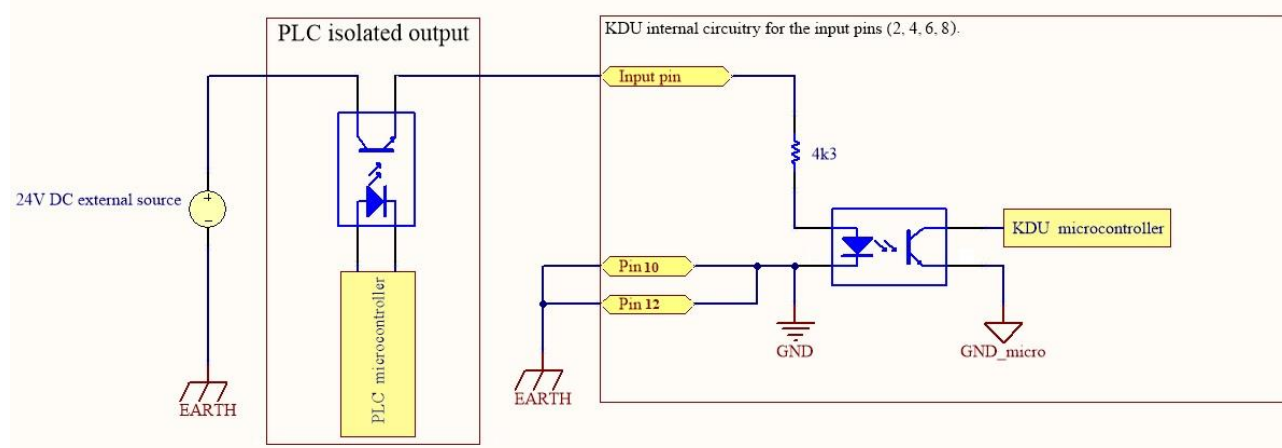 PLC isolated output
KDU internal circuitry for the input pins (2, 4, 6, 8).
Input pin
4k3
24V DC external source
+
−
KDU microcontroller
Pin 10
Pin 12
PLC microcontroller
GND
GND_micro
EARTH
EARTH